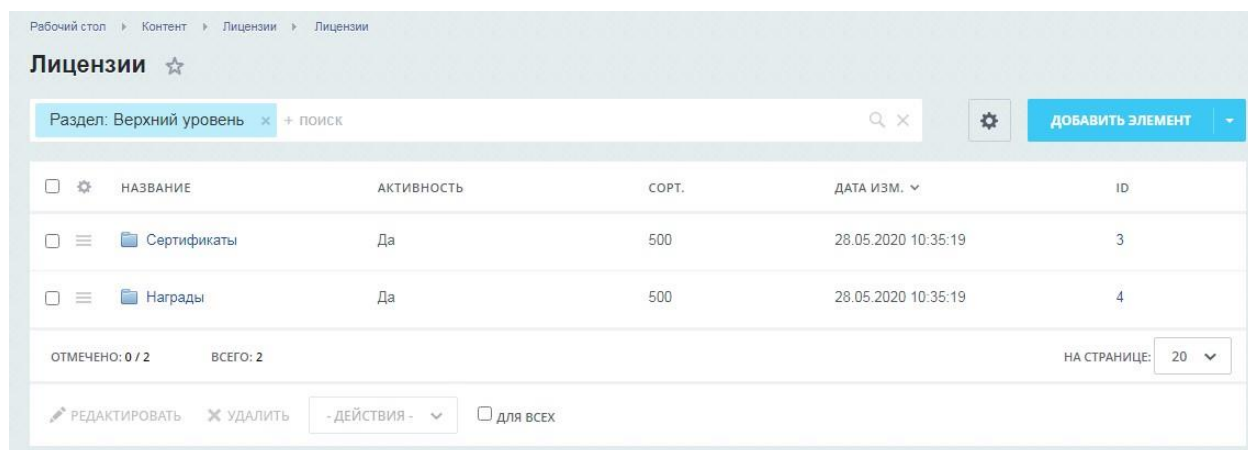 Рабочий стол Контент Лицензии Лицензии
Лицензии
Раздел: Верхний уровень × + поиск ДОБАВИТЬ ЭЛЕМЕНТ
НАЗВАНИЕ АКТИВНОСТЬ СОРТ. ДАТА ИЗМ. ID
Сертификаты Да 500 28.05.2020 10:35:19 3
Награды Да 500 28.05.2020 10:35:19 4
ОТМЕЧЕНО: 0 / 2 ВСЕГО: 2 НА СТРАНИЦЕ: 20
РЕДАКТИРОВАТЬ УДАЛИТЬ - ДЕЙСТВИЯ - ДЛЯ ВСЕХ